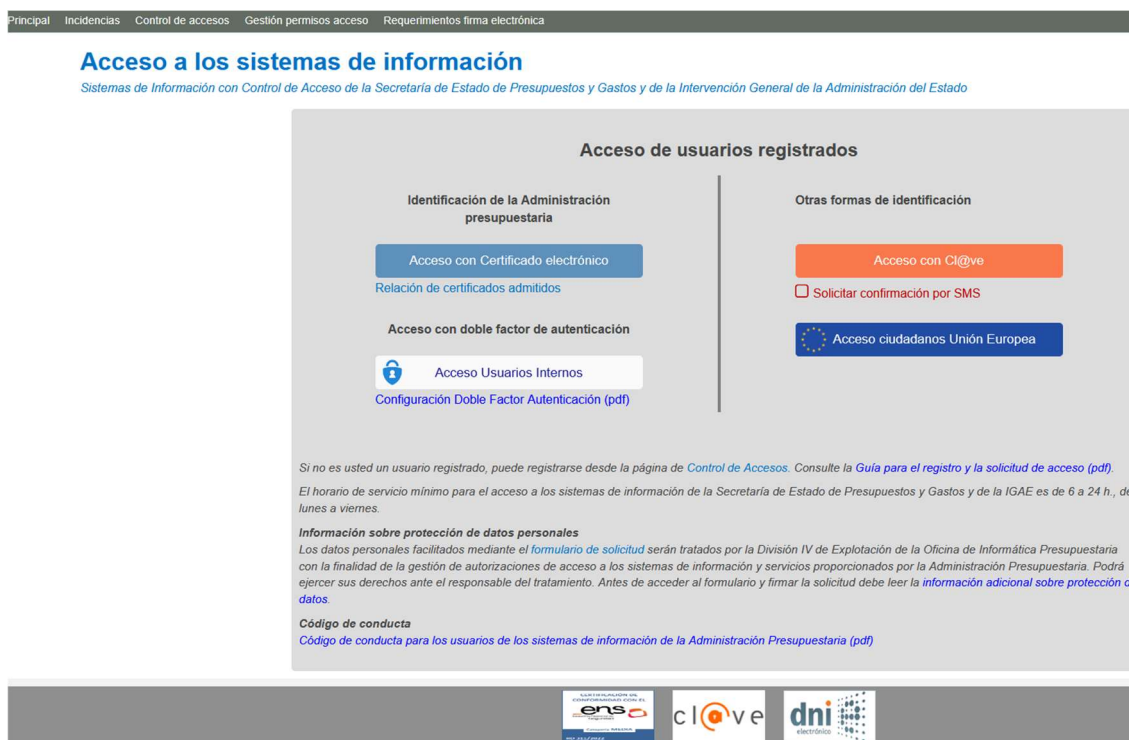 Principal Incidencias Control de accesos Gestión permisos acceso Requerimientos firma electrónica
Acceso a los sistemas de información
Sistemas de Información con Control de Acceso de la Secretaría de Estado de Presupuestos y Gastos y de la Intervención General de la Administración del Estado
Acceso de usuarios registrados
Identificación de la Administración
presupuestaria
Acceso con Certificado electrónico
Relación de certificados admitidos
Acceso con doble factor de autenticación
Acceso Usuarios Internos
Configuración Doble Factor Autenticación (pdf)
Otras formas de identificación
Acceso con Cl@ve
Solicitar confirmación por SMS
Acceso ciudadanos Unión Europea
Si no es usted un usuario registrado, puede registrarse desde la página de Control de Accesos. Consulte la Guía para el registro y la solicitud de acceso (pdf).
El horario de servicio mínimo para el acceso a los sistemas de información de la Secretaría de Estado de Presupuestos y Gastos y de la IGAE es de 6 a 24 h., de
lunes a viernes.
Información sobre protección de datos personales
Los datos personales facilitados mediante el formulario de solicitud serán tratados por la División IV de Explotación de la Oficina de Informática Presupuestaria
con la finalidad de la gestión de autorizaciones de acceso a los sistemas de información y servicios proporcionados por la Administración Presupuestaria. Podrá
ejercer sus derechos ante el responsable del tratamiento. Antes de acceder al formulario y firmar la solicitud debe leer la información adicional sobre protección d
datos.
Código de conducta
Código de conducta para los usuarios de los sistemas de información de la Administración Presupuestaria (pdf)
CERTIFICACIÓN DE
CONFORMIDAD CON EL
ens
cl@ve
dni
electrónico